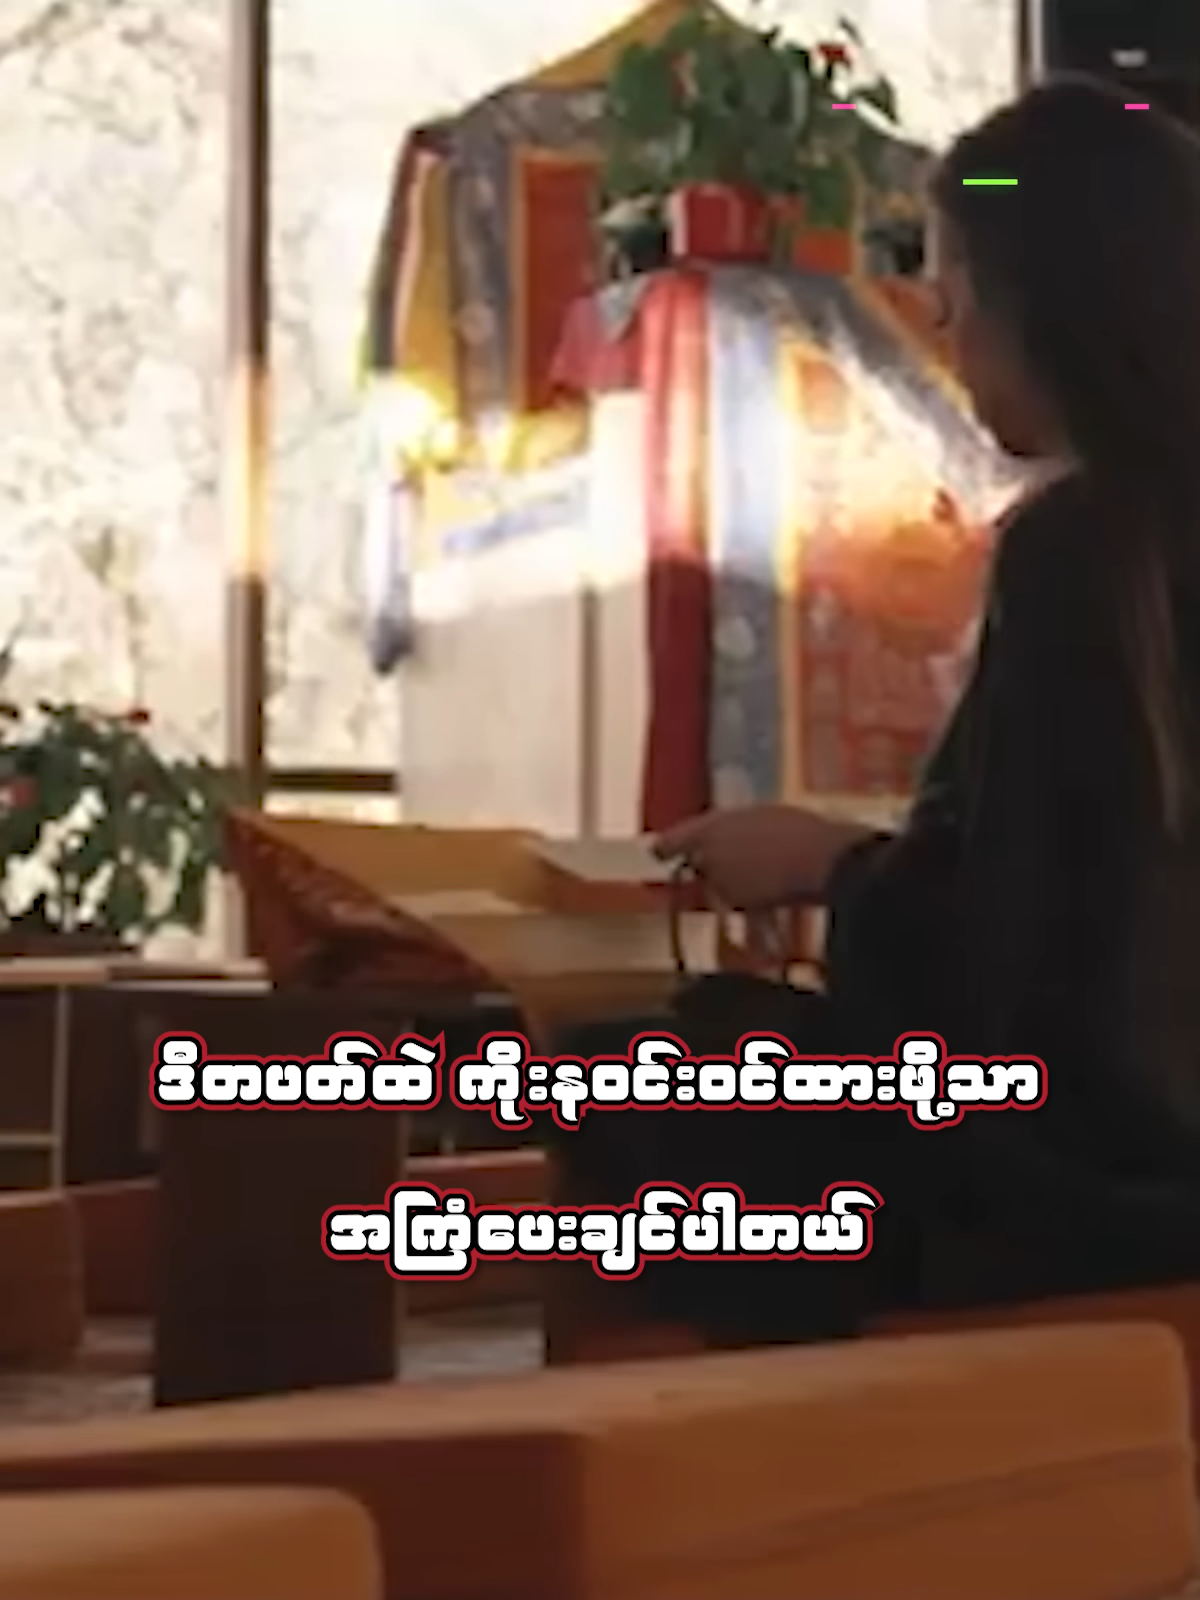 ဒီတပတ်ထဲ ကိုးနဝင်းဝင်ထားဖို့သာ
အကြံပေးချင်ပါတယ်